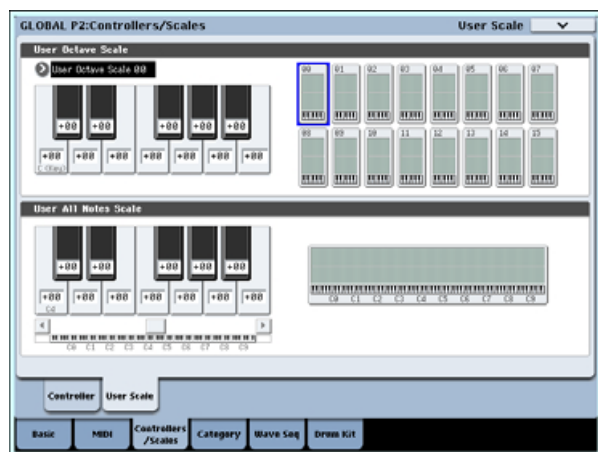 GLOBAL P2:Controllers/Scales User Scale
User Octave Scale
User Octave Scale 00
00 01 02 03 04 05 06 07
+00 +00 +00 +00 +00
+00 +00 +00 +00 +00 +00 +00
C (Key)
08 09 10 11 12 13 14 15
User All Notes Scale
+00 +00 +00 +00 +00
+00 +00 +00 +00 +00 +00 +00
C4
C0 C1 C2 C3 C4 C5 C6 C7 C8 C9
C0 C1 C2 C3 C4 C5 C6 C7 C8 C9
Controller User Scale
Basic MIDI Controllers /Scales Category Wave Seq Drum Kit